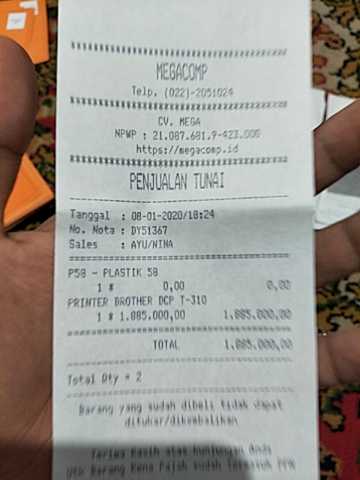 MEGACOMP
Telp. (022)-2051024
CV. MEGA
NPWP : 21.087.681.9-423.000
https://megacomp.id
PENJUALAN TUNAI
Tanggal : 08-01-2020/18:24
No. Nota : DY51367
Sales : AYU/NINA
P58 - PLASTIK 58
1 # 0,00 0,00
PRINTER BROTHER DCP T-310
1 # 1.885.000,00 1.885.000,00
TOTAL 1.885.000,00
Total Qty = 2
Barang yang sudah dibeli tidak dapat
ditukar/dikembalikan
Terima Kasih atas kunjungan Anda
Utk Barang Kena Pajak sudah Termasuk PPN